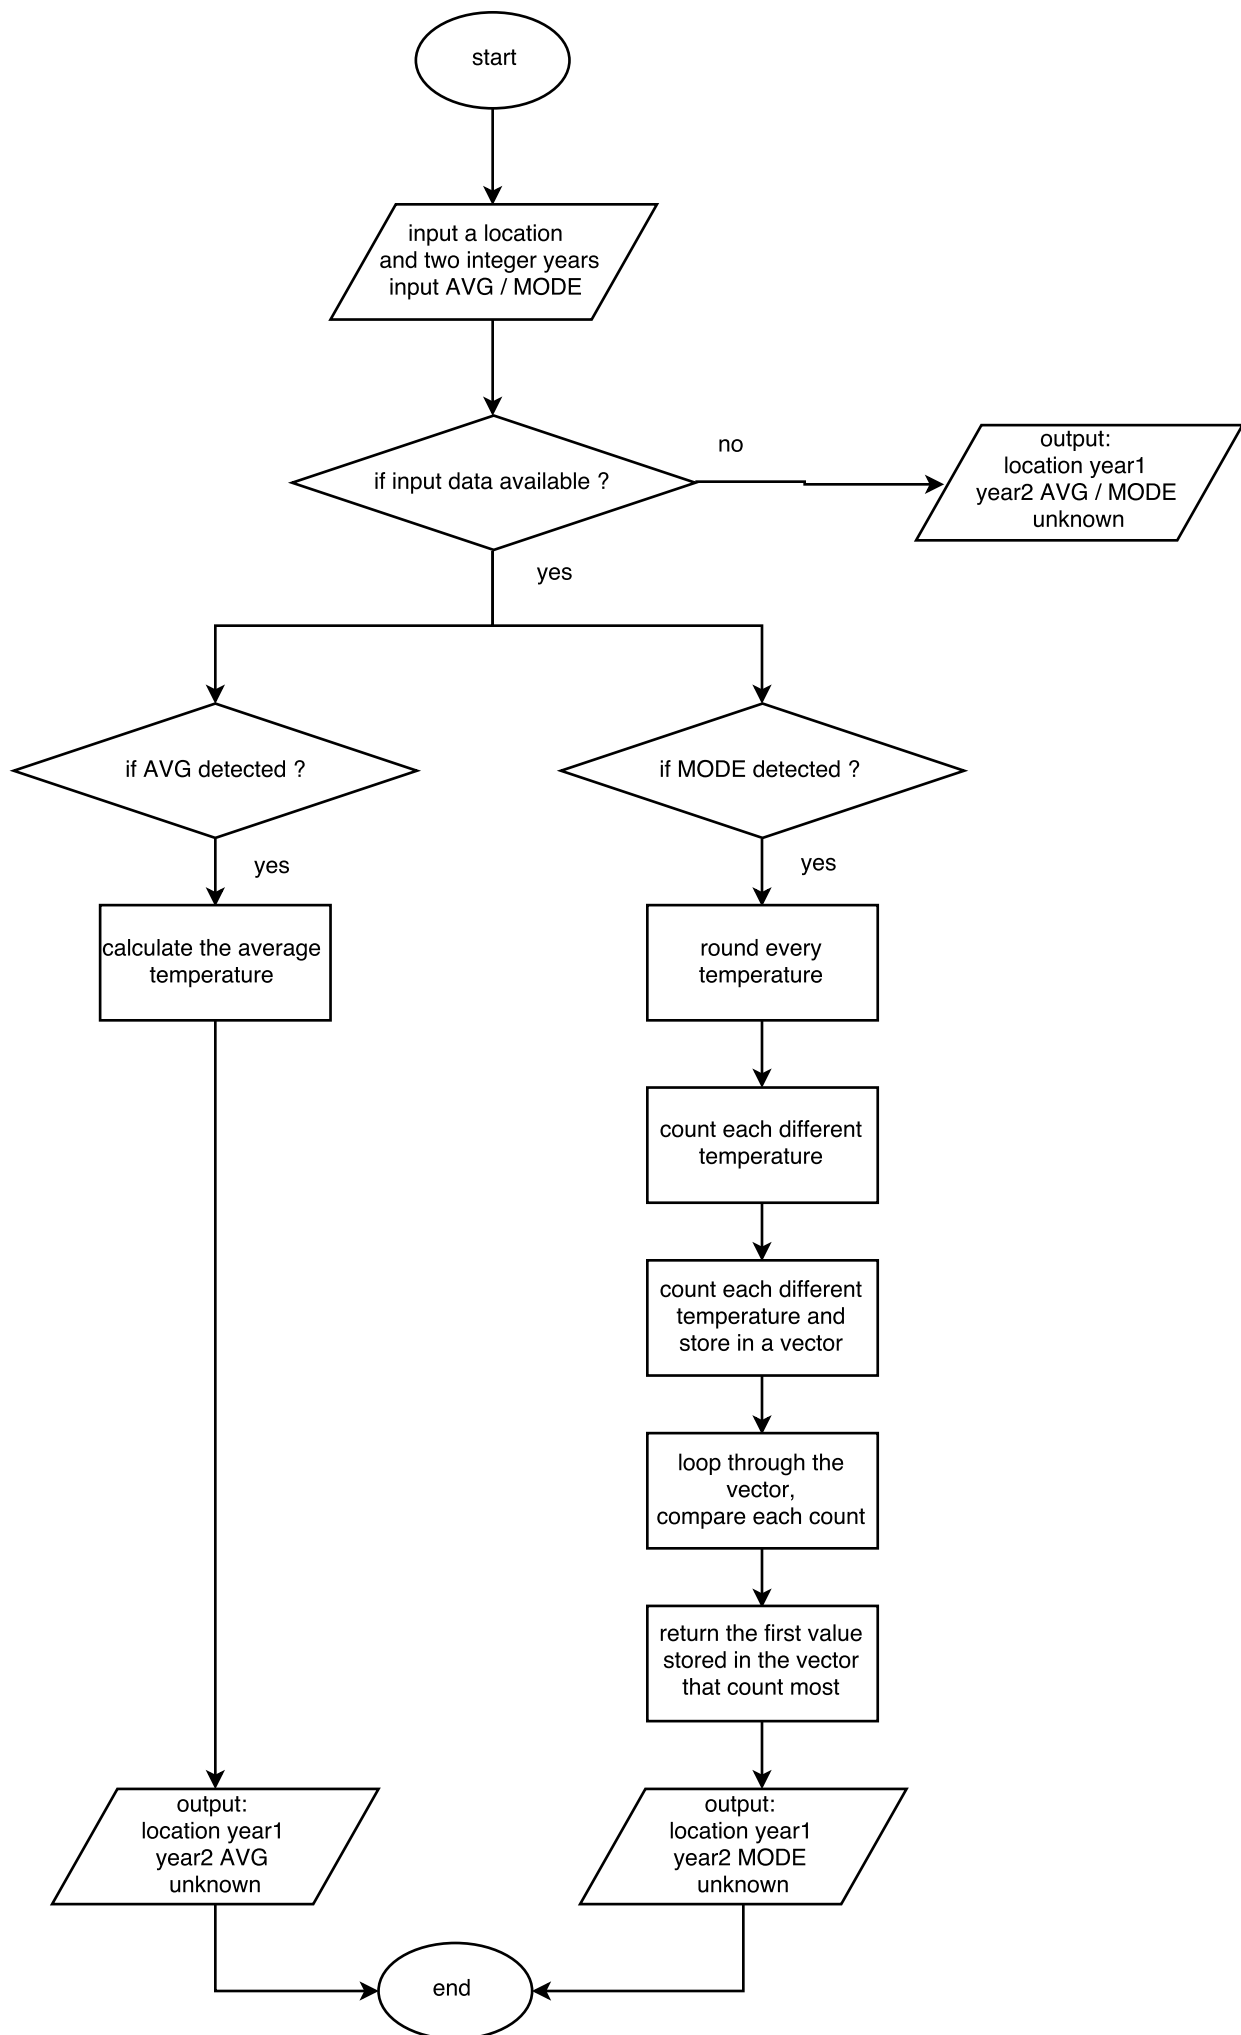 start
input a location
and two integer years
input AVG / MODE
if input data available ?
no
output:
location year1
year2 AVG / MODE
unknown
yes
if AVG detected ?
if MODE detected ?
yes
yes
calculate the average
temperature
round every
temperature
count each different
temperature
count each different
temperature and
store in a vector
loop through the
vector,
compare each count
return the first value
stored in the vector
that count most
output:
location year1
year2 AVG
unknown
output:
location year1
year2 MODE
unknown
end